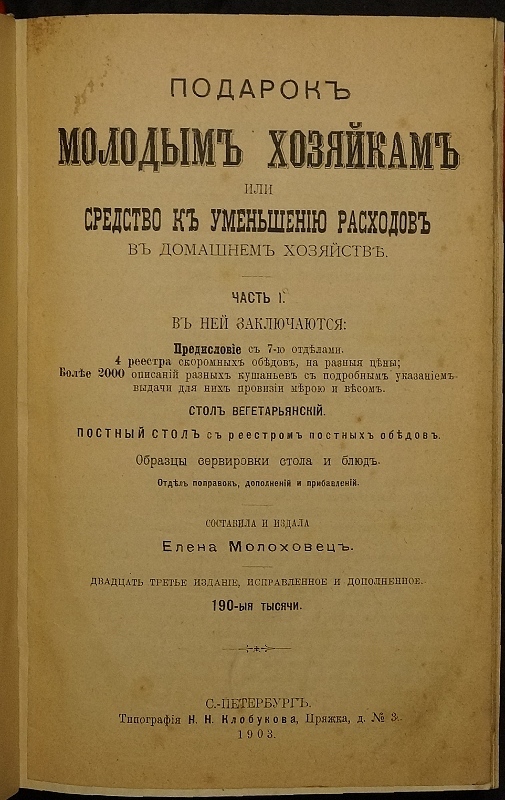 ПОДАРОКЪ
МОЛОДЫМЪ ХОЗЯЙКАМЪ
ИЛИ
СРЕДСТВО КЪ УМЕНЬШЕНІЮ РАСХОДОВЪ
ВЪ ДОМАШНЕМЪ ХОЗЯЙСТВѢ.
ЧАСТЬ I.
ВЪ НЕЙ ЗАКЛЮЧАЮТСЯ:
Предисловіе съ 7-ю отдѣлами.
4 реестра скоромныхъ обѣдовъ, на разныя цѣны;
Болѣе 2000 описаній разныхъ кушаньевъ съ подробнымъ указаніемъ
выдачи для нихъ провизіи мѣрою и вѣсомъ.
СТОЛЪ ВЕГЕТАРЬЯНСКІЙ.
ПОСТНЫЙ СТОЛЪ съ реестромъ постныхъ обѣдовъ.
Образцы сервировки стола и блюдъ.
Отдѣлъ поправокъ, дополненій и прибавленій.
СОСТАВИЛА И ИЗДАЛА
Елена Молоховецъ.
ДВАДЦАТЬ ТРЕТЬЕ ИЗДАНІЕ, ИСПРАВЛЕННОЕ И ДОПОЛНЕННОЕ.
190-ыя тысячи.
С.-ПЕТЕРБУРГЪ.
Типографія Н. Н. Клобукова, Пряжка, д. № 3.
1903.